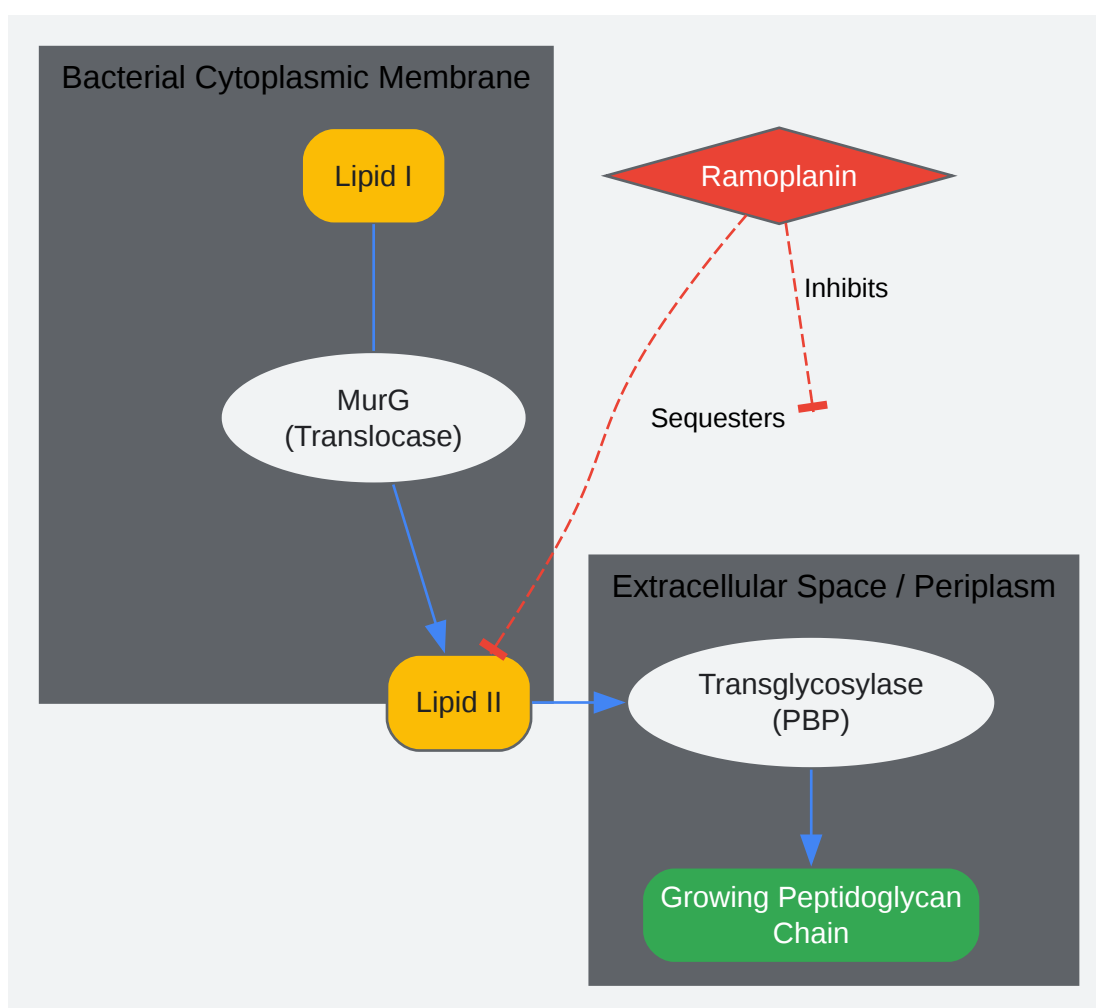 Bacterial Cytoplasmic Membrane
Lipid I
Ramoplanin
Inhibits
MurG
(Translocase)
Sequesters
Extracellular Space / Periplasm
Lipid II
Transglycosylase
(PBP)
Growing Peptidoglycan
Chain